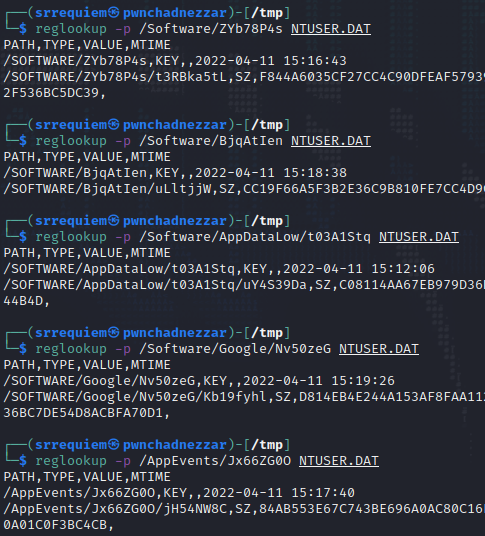 ┌──(srrequiem㉿pwnchadnezzar)-[/tmp]
└─$ reglookup -p /Software/ZYb78P4s NTUSER.DAT
PATH,TYPE,VALUE,MTIME
/SOFTWARE/ZYb78P4s,KEY,,2022-04-11 15:16:43
/SOFTWARE/ZYb78P4s/t3RBka5tL,SZ,F844A6035CF27CC4C90DFEAF57939
2F536BC5DC39,
┌──(srrequiem㉿pwnchadnezzar)-[/tmp]
└─$ reglookup -p /Software/BjqAtIen NTUSER.DAT
PATH,TYPE,VALUE,MTIME
/SOFTWARE/BjqAtIen,KEY,,2022-04-11 15:18:38
/SOFTWARE/BjqAtIen/uLltjjW,SZ,CC19F66A5F3B2E36C9B810FE7CC4D9
┌──(srrequiem㉿pwnchadnezzar)-[/tmp]
└─$ reglookup -p /Software/AppDataLow/t03A1Stq NTUSER.DAT
PATH,TYPE,VALUE,MTIME
/SOFTWARE/AppDataLow/t03A1Stq,KEY,,2022-04-11 15:12:06
/SOFTWARE/AppDataLow/t03A1Stq/uY4S39Da,SZ,C08114AA67EB979D36
44B4D,
┌──(srrequiem㉿pwnchadnezzar)-[/tmp]
└─$ reglookup -p /Software/Google/Nv50zeG NTUSER.DAT
PATH,TYPE,VALUE,MTIME
/SOFTWARE/Google/Nv50zeG,KEY,,2022-04-11 15:19:26
/SOFTWARE/Google/Nv50zeG/Kb19fyhl,SZ,D814EB4E244A153AF8FAA11
36BC7DE54D8ACBFA70D1,
┌──(srrequiem㉿pwnchadnezzar)-[/tmp]
└─$ reglookup -p /AppEvents/Jx66ZG0O NTUSER.DAT
PATH,TYPE,VALUE,MTIME
/AppEvents/Jx66ZG0O,KEY,,2022-04-11 15:17:40
/AppEvents/Jx66ZG0O/jH54NW8C,SZ,84AB553E67C743BE696A0AC80C16
0A01C0F3BC4CB,